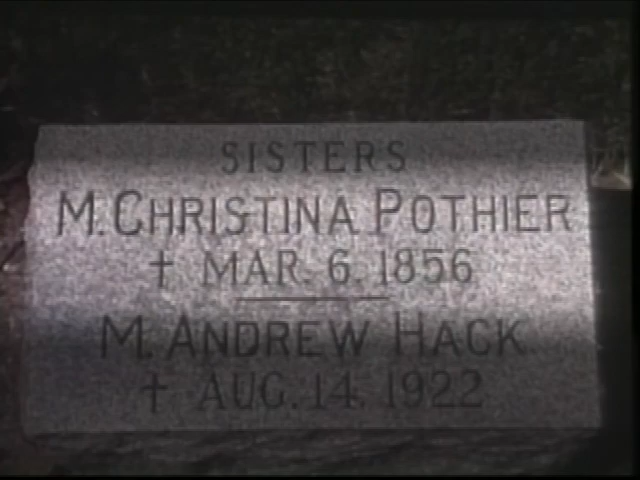 SISTERS
M. CHRISTINA POTHIER
† MAR. 6. 1856
M. ANDREW HACK
† AUG. 14. 1922